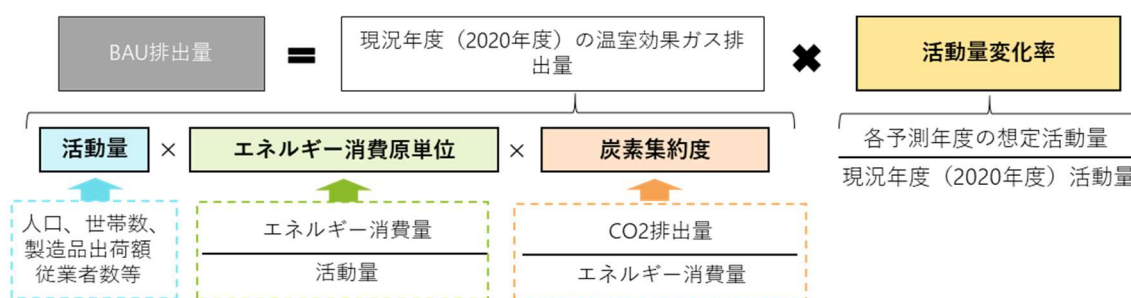 BAU排出量
=
現況年度（2020年度）の温室効果ガス排
出量
×
活動量変化率
活動量
×
エネルギー消費原単位
×
炭素集約度
各予測年度の想定活動量
現況年度（2020年度）活動量
人口、世帯数、
製造品出荷額
従業者数等
エネルギー消費量
活動量
CO2排出量
エネルギー消費量